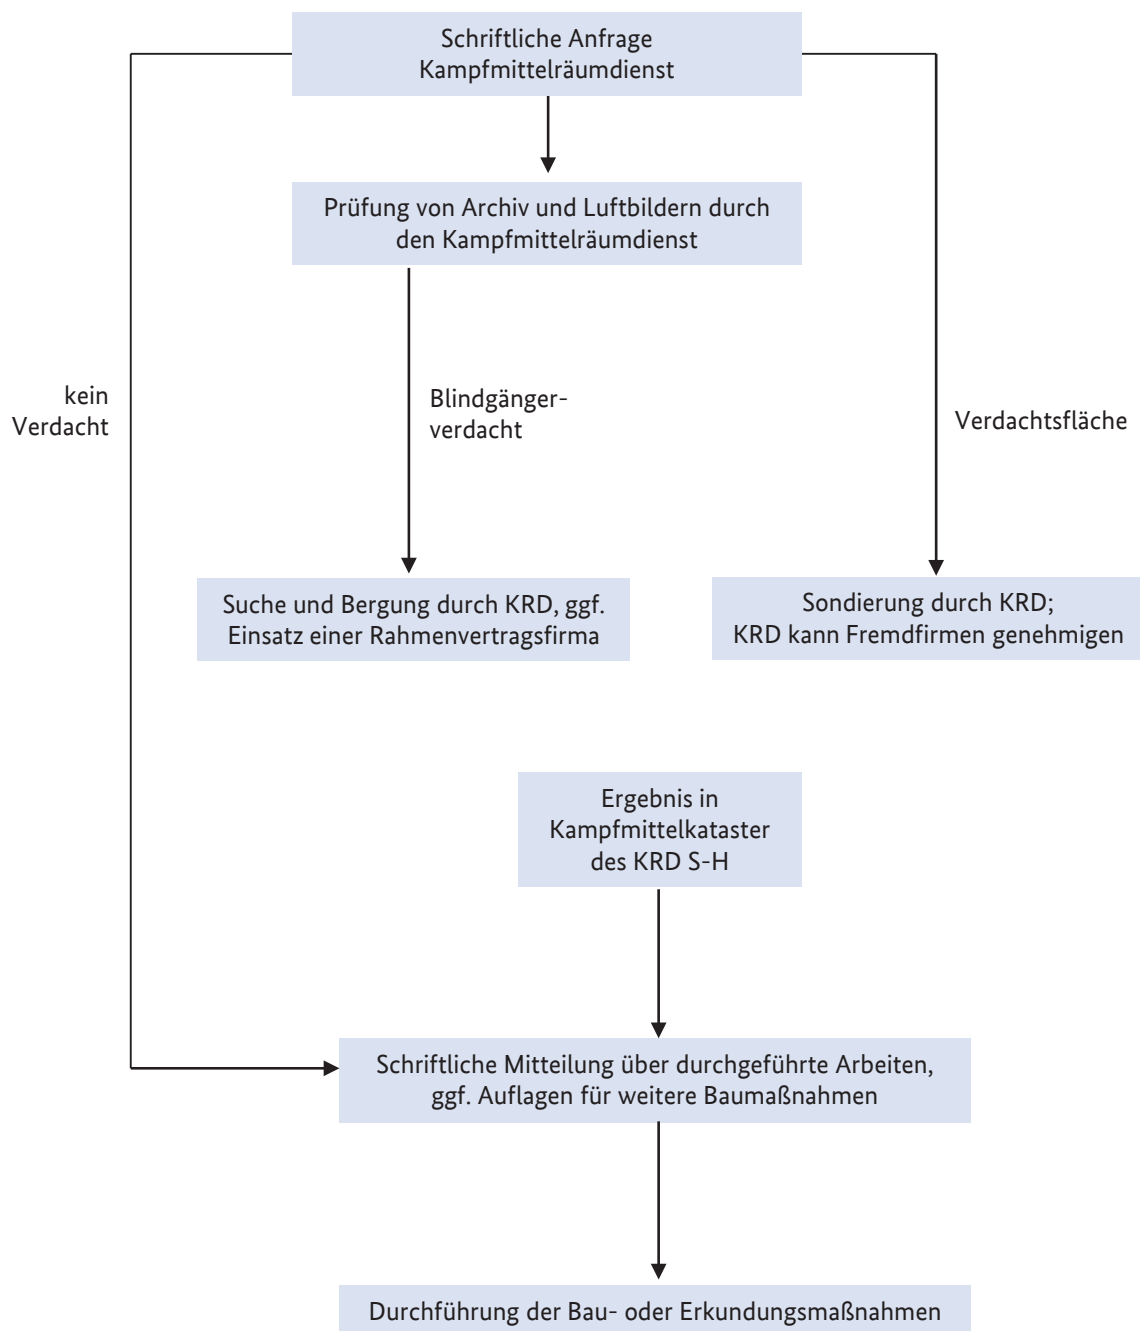 Schriftliche Anfrage
Kampfmittelräumdienst
Prüfung von Archiv und Luftbildern durch
den Kampfmittelräumdienst
kein
Verdacht
Blindgänger-
verdacht
Verdachtsfläche
Suche und Bergung durch KRD, ggf.
Einsatz einer Rahmenvertragsfirma
Sondierung durch KRD;
KRD kann Fremdfirmen genehmigen
Ergebnis in
Kampfmittelkataster
des KRD S-H
Schriftliche Mitteilung über durchgeführte Arbeiten,
ggf. Auflagen für weitere Baumaßnahmen
Durchführung der Bau- oder Erkundungsmaßnahmen